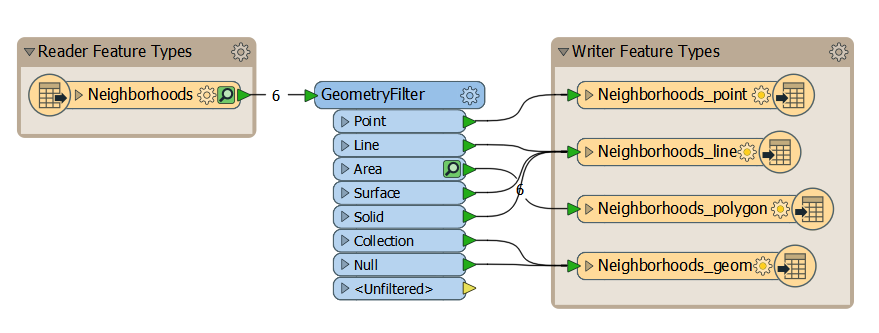 Reader Feature Types
Neighborhoods
6
GeometryFilter
Point
Line
Area
Surface
Solid
Collection
Null
<Unfiltered>
6
Writer Feature Types
Neighborhoods_point
Neighborhoods_line
Neighborhoods_polygon
Neighborhoods_geom